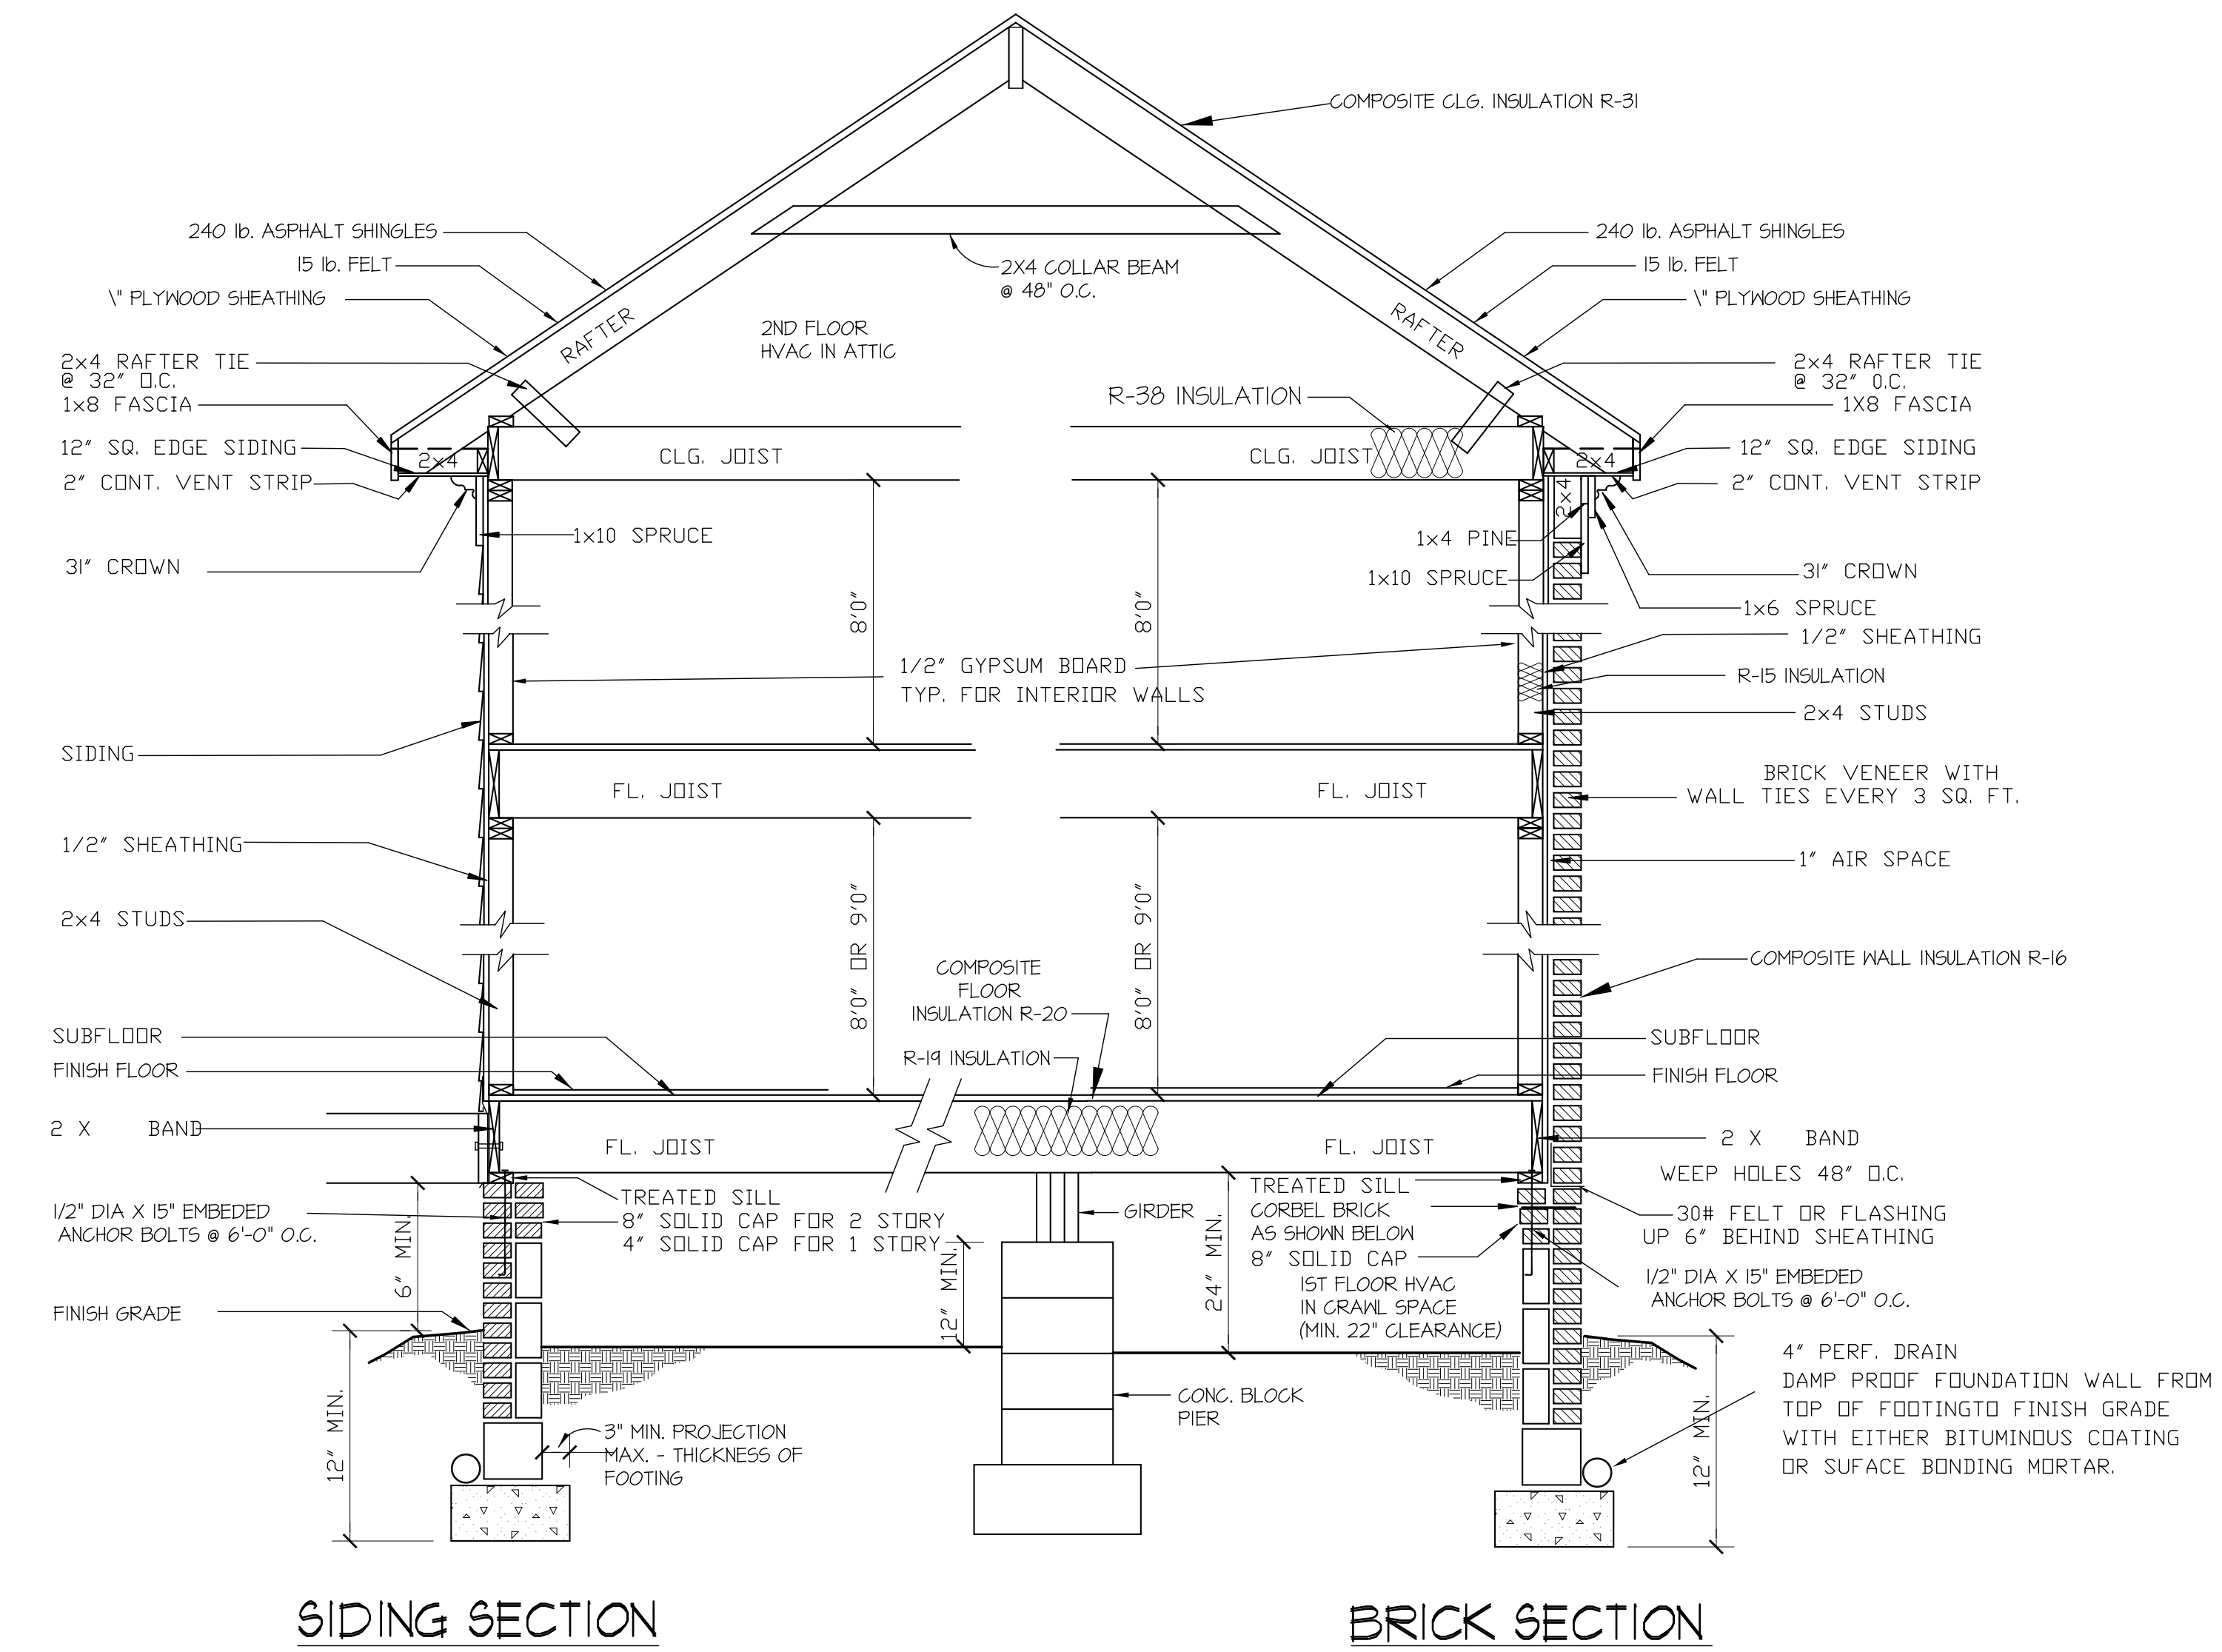 COMPOSITE CLG. INSULATION R-31
240 lb. ASPHALT SHINGLES
15 lb. FELT
\" PLYWOOD SHEATHING
2x4 RAFTER TIE
@ 32" O.C.
1x8 FASCIA
12" SQ. EDGE SIDING
2" CONT. VENT STRIP
31" CROWN
SIDING
1/2" SHEATHING
2x4 STUDS
SUBFLOOR
FINISH FLOOR
2 X BAND
1/2" DIA X 15" EMBEDED
ANCHOR BOLTS @ 6'-0" O.C.
FINISH GRADE
12" MIN.
6" MIN.
RAFTER
2x4
1x10 SPRUCE
2X4 COLLAR BEAM
@ 48" O.C.
2ND FLOOR
HVAC IN ATTIC
R-38 INSULATION
CLG. JOIST
CLG. JOIST
8'0"
8'0"
1/2" GYPSUM BOARD
TYP. FOR INTERIOR WALLS
FL. JOIST
FL. JOIST
8'0" OR 9'0"
8'0" OR 9'0"
COMPOSITE
FLOOR
INSULATION R-20
R-19 INSULATION
FL. JOIST
FL. JOIST
TREATED SILL
8" SOLID CAP FOR 2 STORY
4" SOLID CAP FOR 1 STORY
12" MIN.
GIRDER
24" MIN.
TREATED SILL
CORBEL BRICK
AS SHOWN BELOW
8" SOLID CAP
1ST FLOOR HVAC
IN CRAWL SPACE
(MIN. 22" CLEARANCE)
CONC. BLOCK
PIER
3" MIN. PROJECTION
MAX. - THICKNESS OF
FOOTING
RAFTER
240 lb. ASPHALT SHINGLES
15 lb. FELT
\" PLYWOOD SHEATHING
2x4 RAFTER TIE
@ 32" O.C.
1X8 FASCIA
12" SQ. EDGE SIDING
2" CONT. VENT STRIP
2x4
2x4
1x4 PINE
1x10 SPRUCE
31" CROWN
1x6 SPRUCE
1/2" SHEATHING
R-15 INSULATION
2x4 STUDS
BRICK VENEER WITH
WALL TIES EVERY 3 SQ. FT.
1" AIR SPACE
COMPOSITE WALL INSULATION R-16
SUBFLOOR
FINISH FLOOR
2 X BAND
WEEP HOLES 48" O.C.
30# FELT OR FLASHING
UP 6" BEHIND SHEATHING
1/2" DIA X 15" EMBEDED
ANCHOR BOLTS @ 6'-0" O.C.
12" MIN.
4" PERF. DRAIN
DAMP PROOF FOUNDATION WALL FROM
TOP OF FOOTINGTO FINISH GRADE
WITH EITHER BITUMINOUS COATING
OR SUFACE BONDING MORTAR.
SIDING SECTION
BRICK SECTION